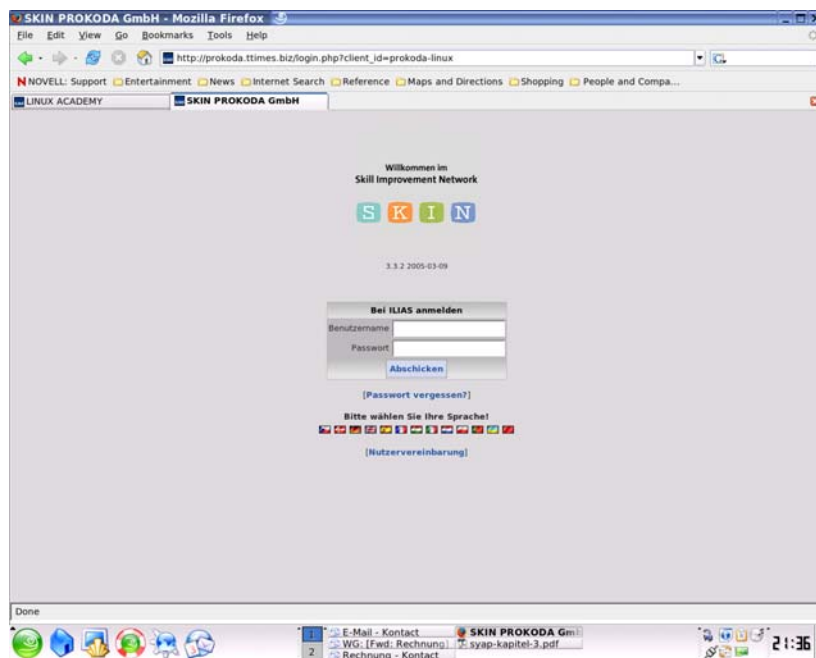 SKIN PROKODA GmbH - Mozilla Firefox
File Edit View Go Bookmarks Tools Help
http://prokoda.ttimes.biz/login.php?client_id=prokoda-linux
NOVELL: Support Entertainment News Internet Search Reference Maps and Directions Shopping People and Compa...
LINUX ACADEMY SKIN PROKODA GmbH
Willkommen im
Skill Improvement Network
S K I N
3.3.2 2005-03-09
Bei ILIAS anmelden
Benutzername
Passwort
Abschicken
[Passwort vergessen?]
Bitte wählen Sie Ihre Sprache!
[Nutzervereinbarung]
Done
1 E-Mail - Kontact SKIN PROKODA Gm
WG: [Fwd: Rechnung] syap-kapitel-3.pdf
2 Rechnung - Kontact
21:36